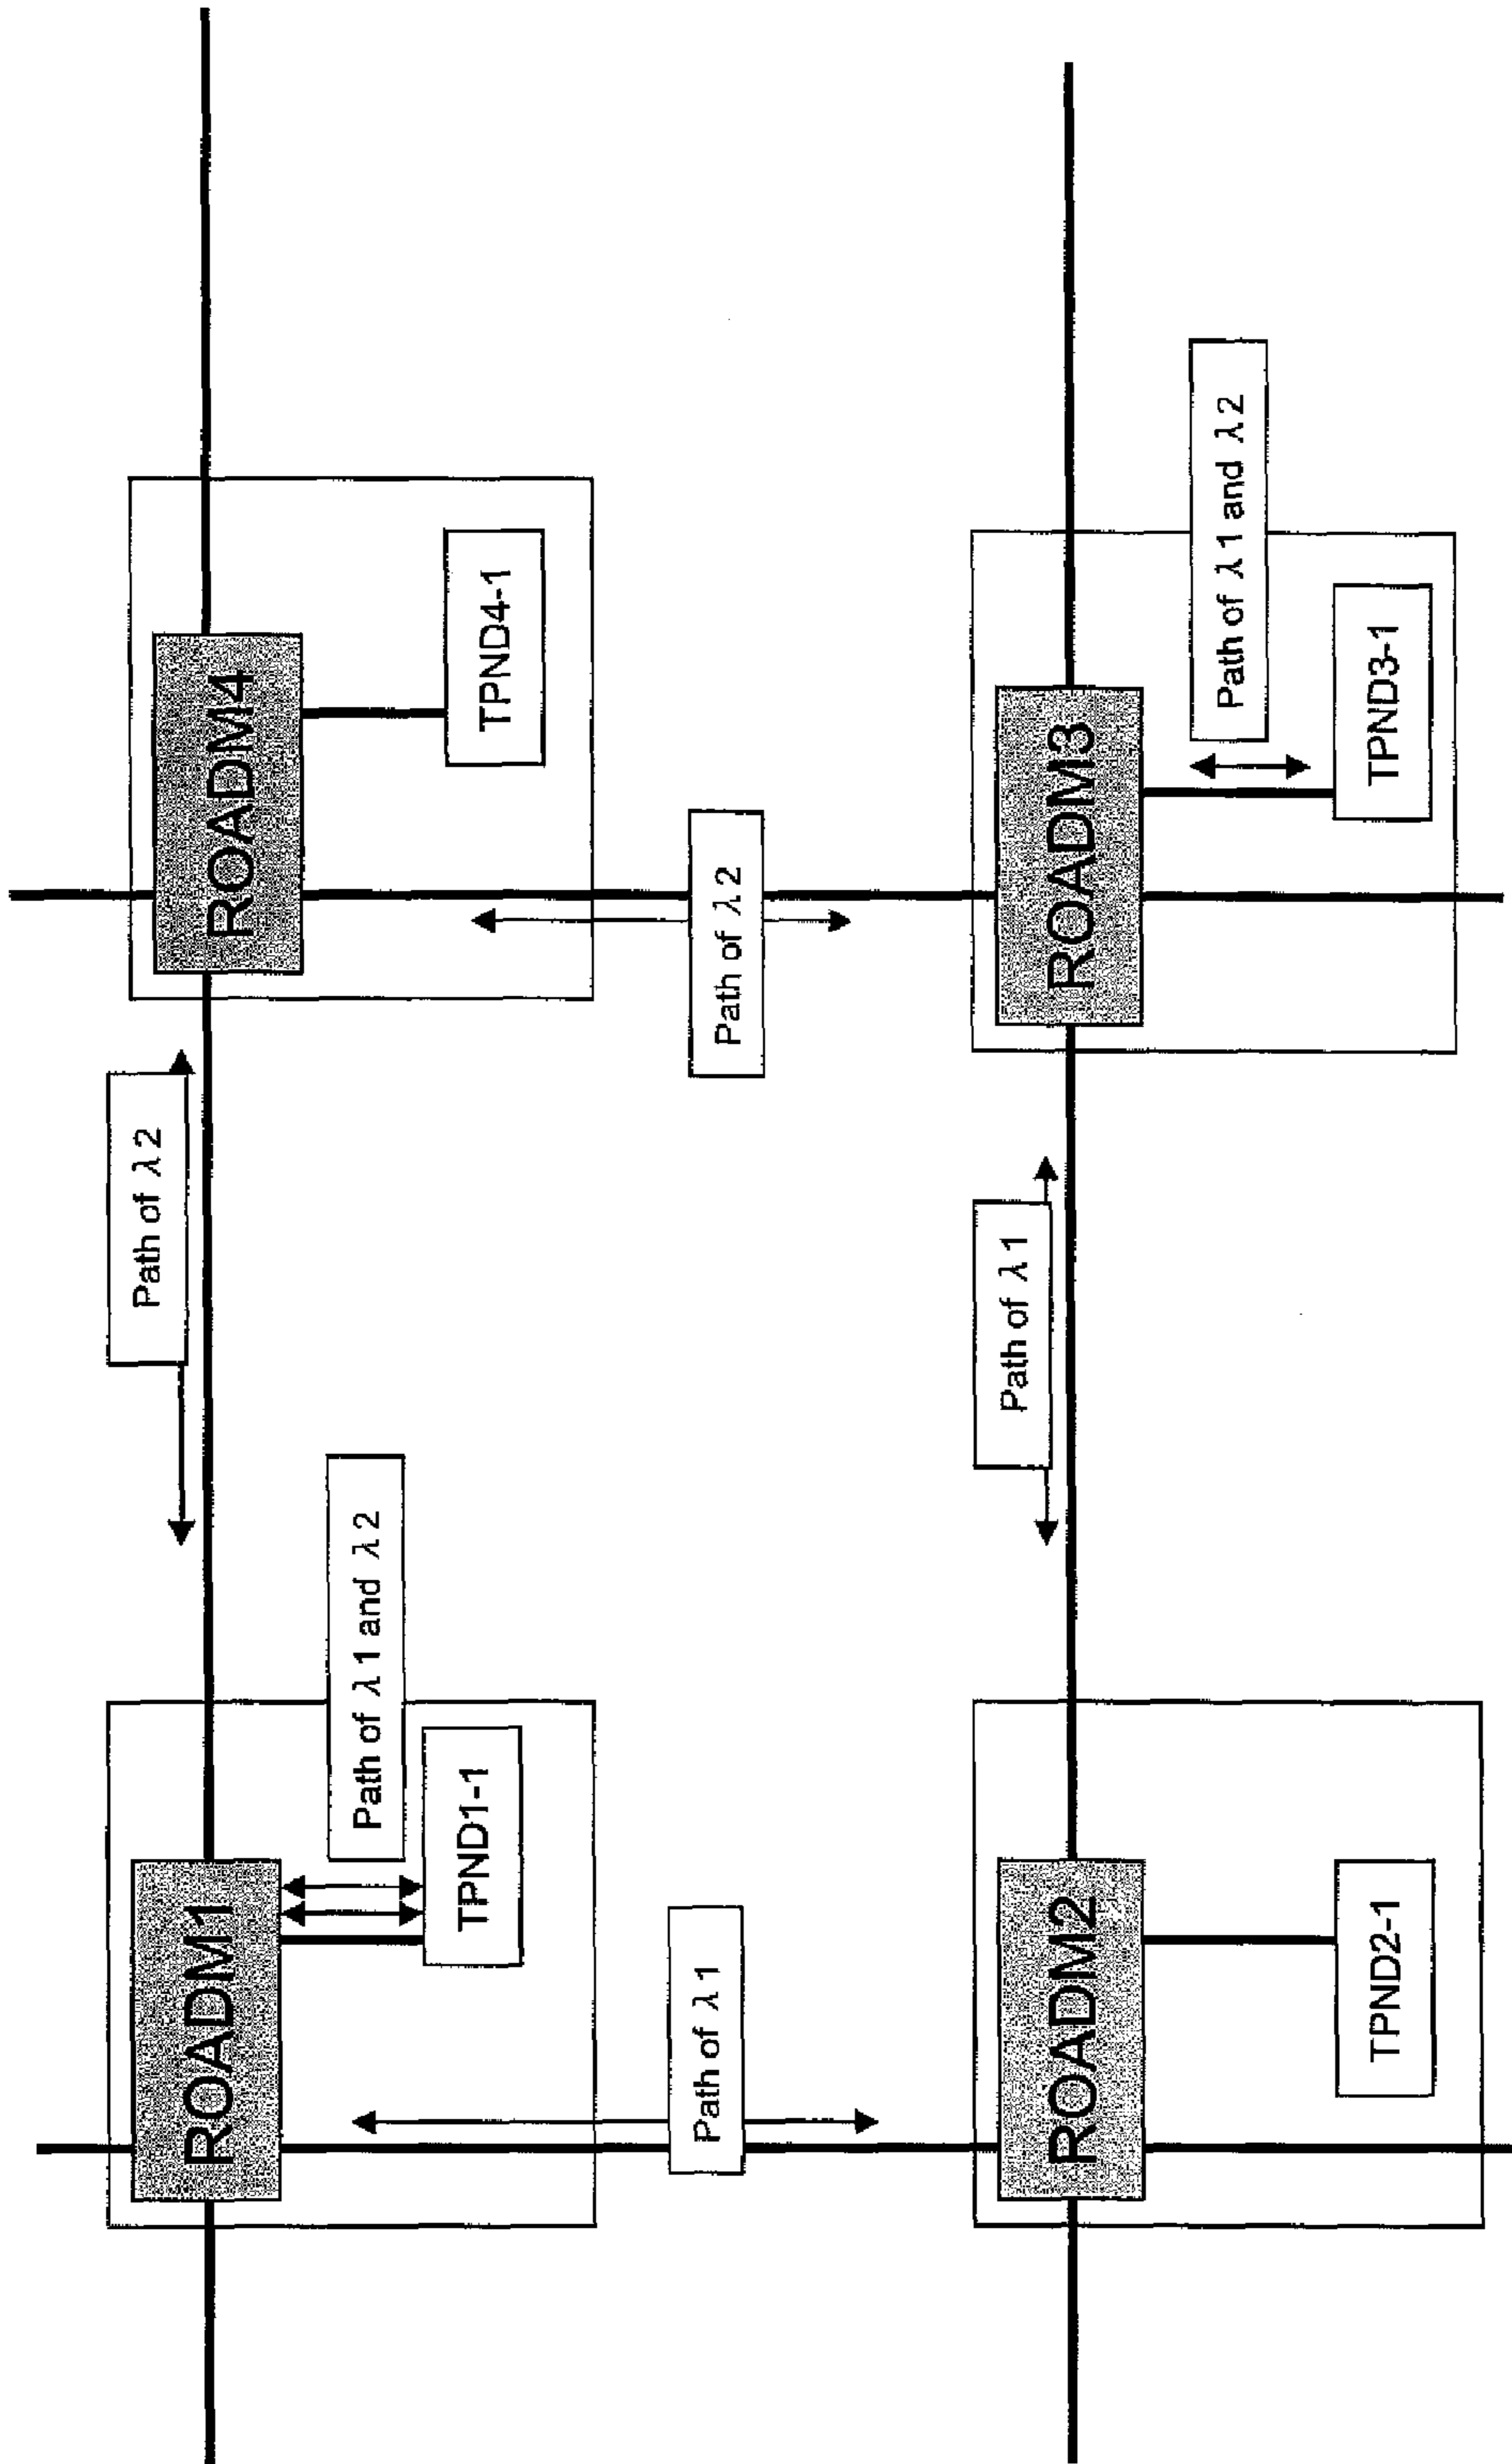 ROADM1
Path of λ1 and λ2
TPND1-1
Path of λ2
ROADM4
TPND4-1
Path of λ1
Path of λ2
ROADM2
TPND2-1
Path of λ1
ROADM3
Path of λ1 and λ2
TPND3-1